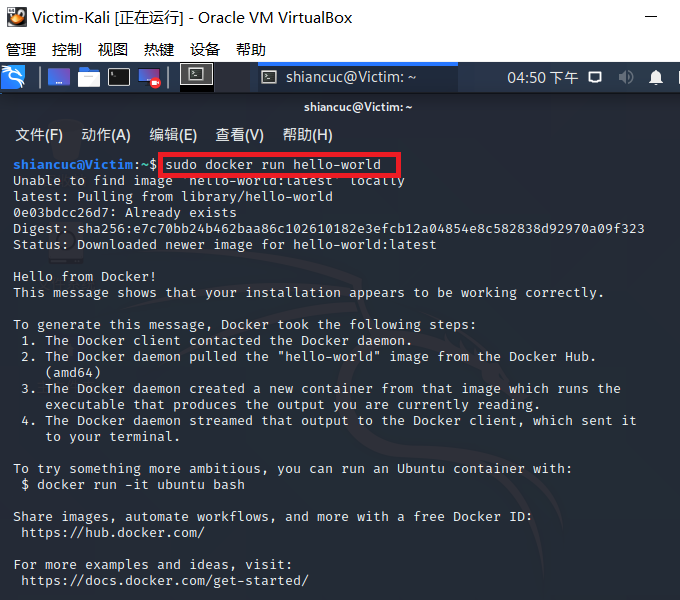 Victim-Kali [正在运行] - Oracle VM VirtualBox
管理 控制 视图 热键 设备 帮助
shiancuc@Victim: ~ 04:50 下午
shiancuc@Victim: ~
文件(F) 动作(A) 编辑(E) 查看(V) 帮助(H)
shiancuc@Victim:~$ sudo docker run hello-world
Unable to find image 'hello-world:latest' locally
latest: Pulling from library/hello-world
0e03bdcc26d7: Already exists
Digest: sha256:e7c70bb24b462baa86c102610182e3efcb12a04854e8c582838d92970a09f323
Status: Downloaded newer image for hello-world:latest
Hello from Docker!
This message shows that your installation appears to be working correctly.
To generate this message, Docker took the following steps:
1. The Docker client contacted the Docker daemon.
2. The Docker daemon pulled the "hello-world" image from the Docker Hub.
(amd64)
3. The Docker daemon created a new container from that image which runs the
executable that produces the output you are currently reading.
4. The Docker daemon streamed that output to the Docker client, which sent it
to your terminal.
To try something more ambitious, you can run an Ubuntu container with:
$ docker run -it ubuntu bash
Share images, automate workflows, and more with a free Docker ID:
https://hub.docker.com/
For more examples and ideas, visit:
https://docs.docker.com/get-started/